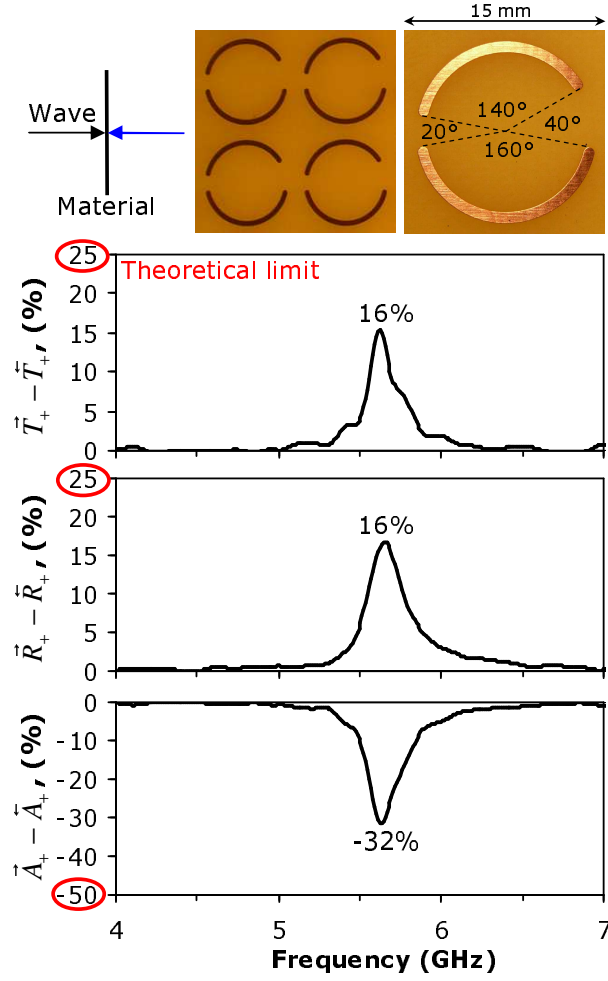 15 mm
Wave
Material
140°
20°
40°
160°
25
Theoretical limit
20
16%
15
10
5
0
T⃗₊ − T⃖₊, (%)
25
20
16%
15
10
5
0
R⃗₊ − R⃖₊, (%)
0
-10
-20
-30
-32%
-40
-50
A⃗₊ − A⃖₊, (%)
4 5 6 7
Frequency (GHz)